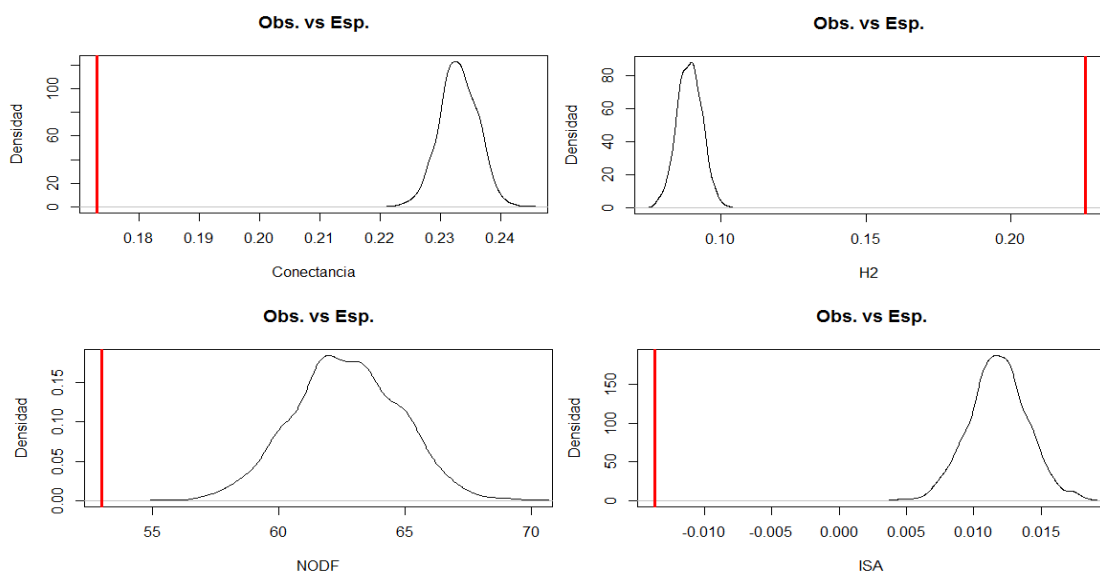 Obs. vs Esp.
Densidad
0 20 60 100
0.18 0.19 0.20 0.21 0.22 0.23 0.24
Conectancia
Obs. vs Esp.
Densidad
0 20 40 60 80
0.10 0.15 0.20
H2
Obs. vs Esp.
Densidad
0.00 0.05 0.10 0.15
55 60 65 70
NODF
Obs. vs Esp.
Densidad
0 50 100 150
-0.010 -0.005 0.000 0.005 0.010 0.015
ISA